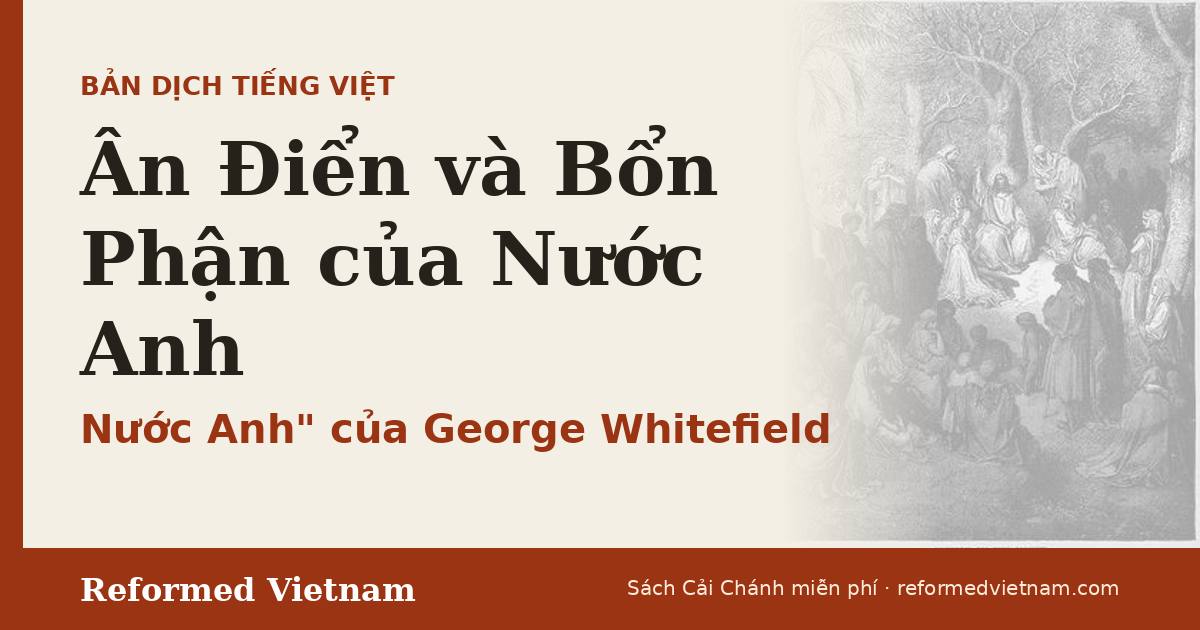 BẢN DỊCH TIẾNG VIỆT
Ân Điển và Bổn
Phận của Nước
Anh
Nước Anh" của George Whitefield
Reformed Vietnam
Sách Cải Chánh miễn phí · reformedvietnam.com